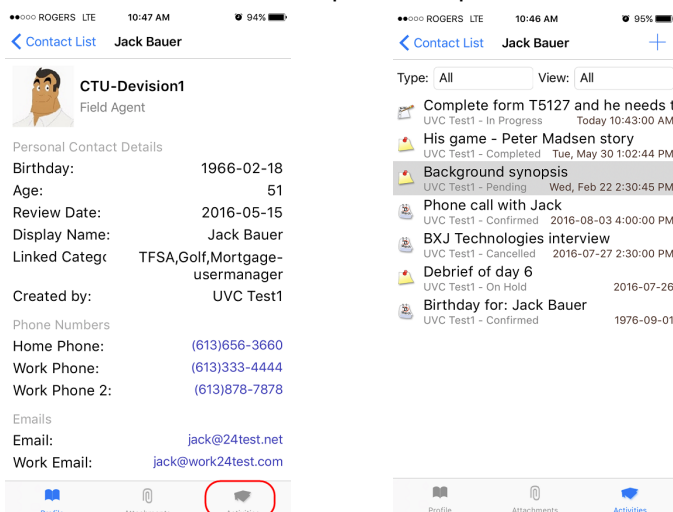 ROGERS LTE 10:47 AM 94%
Contact List Jack Bauer
CTU-Devision1
Field Agent
Personal Contact Details
Birthday: 1966-02-18
Age: 51
Review Date: 2016-05-15
Display Name: Jack Bauer
Linked Catego TFSA,Golf,Mortgage-
usermanager
Created by: UVC Test1
Phone Numbers
Home Phone: (613)656-3660
Work Phone: (613)333-4444
Work Phone 2: (613)878-7878
Emails
Email: jack@24test.net
Work Email: jack@work24test.com
Profile Attachments Activities
ROGERS LTE 10:46 AM 95%
Contact List Jack Bauer +
Type: All View: All
Complete form T5127 and he needs t
UVC Test1 - In Progress Today 10:43:00 AM
His game - Peter Madsen story
UVC Test1 - Completed Tue, May 30 1:02:44 PM
Background synopsis
UVC Test1 - Pending Wed, Feb 22 2:30:45 PM
Phone call with Jack
UVC Test1 - Confirmed 2016-08-03 4:00:00 PM
BXJ Technologies interview
UVC Test1 - Cancelled 2016-07-27 2:30:00 PM
Debrief of day 6
UVC Test1 - On Hold 2016-07-26
Birthday for: Jack Bauer
UVC Test1 - Confirmed 1976-09-01
Profile Attachments Activities